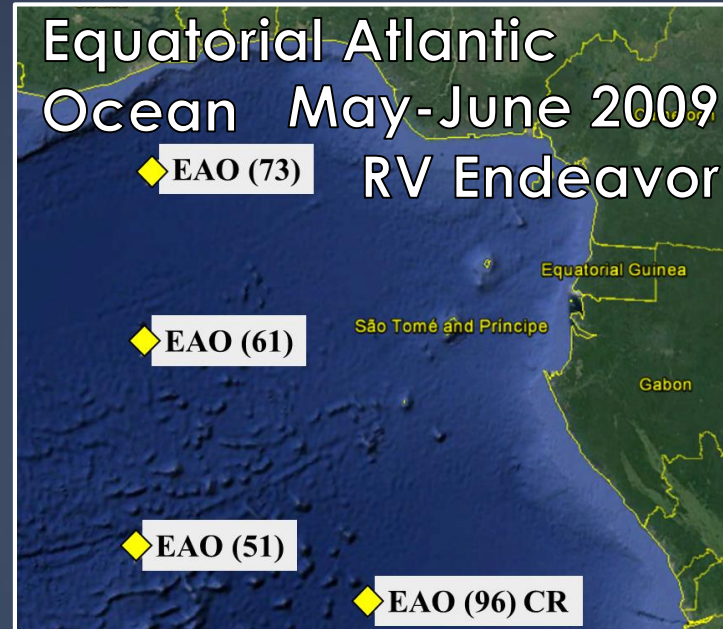 Equatorial Atlantic
Ocean May-June 2009
RV Endeavor
EAO (73)
Equatorial Guinea
São Tomé and Príncipe
EAO (61)
Gabon
EAO (51)
EAO (96) CR